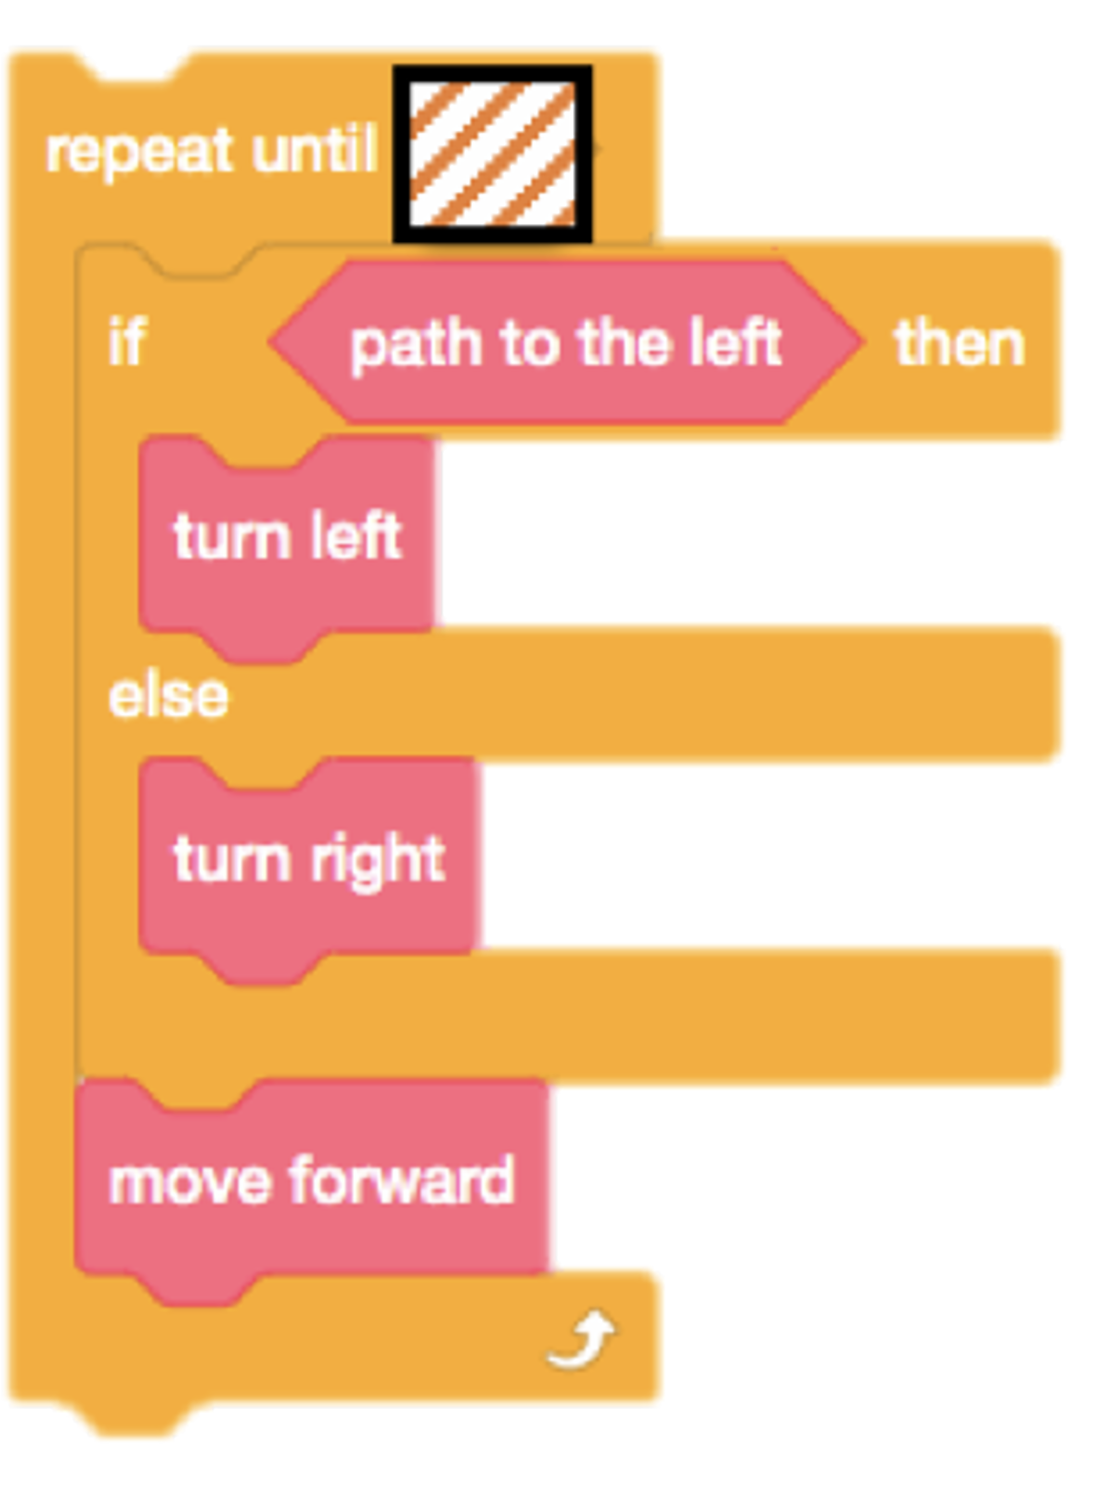 repeat until
if path to the left then
turn left
else
turn right
move forward